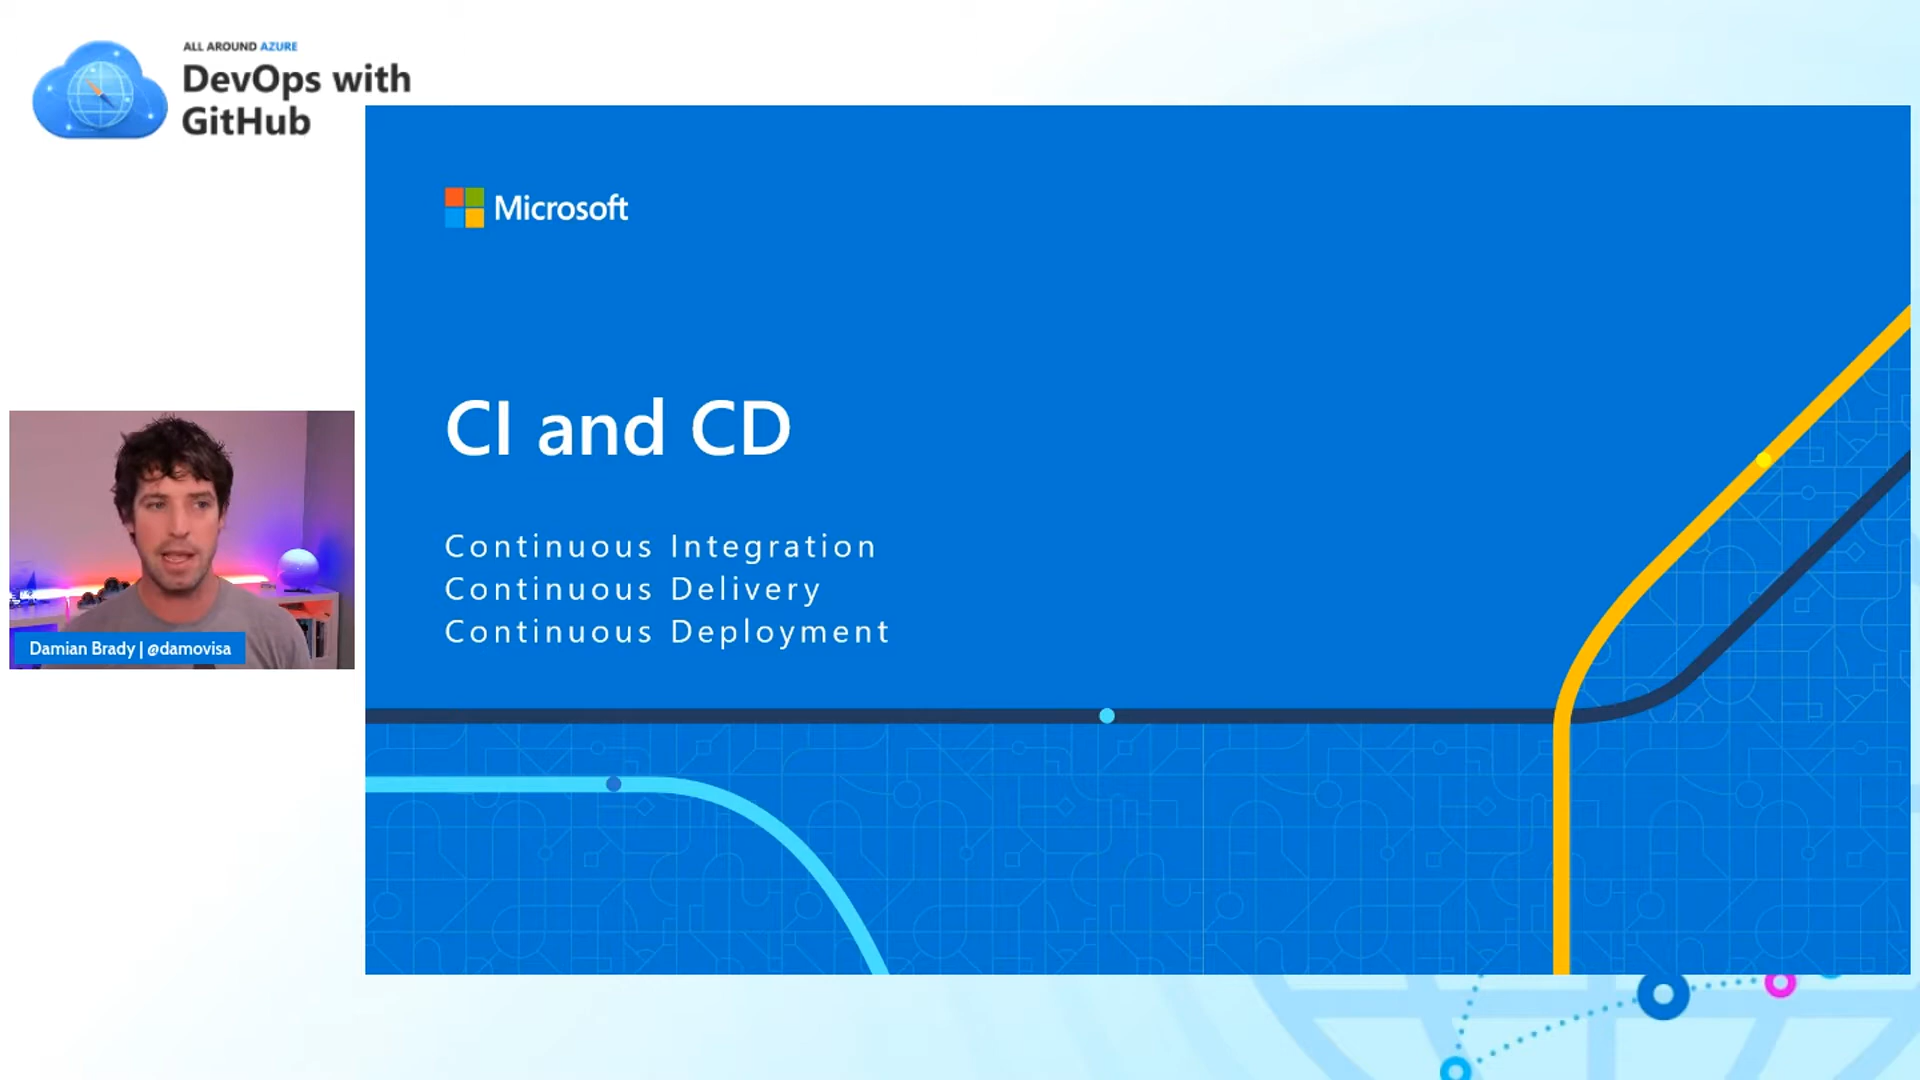 ALL AROUND AZURE
DevOps with
GitHub
Microsoft
CI and CD
Continuous Integration
Continuous Delivery
Continuous Deployment
Damian Brady | @damovisa